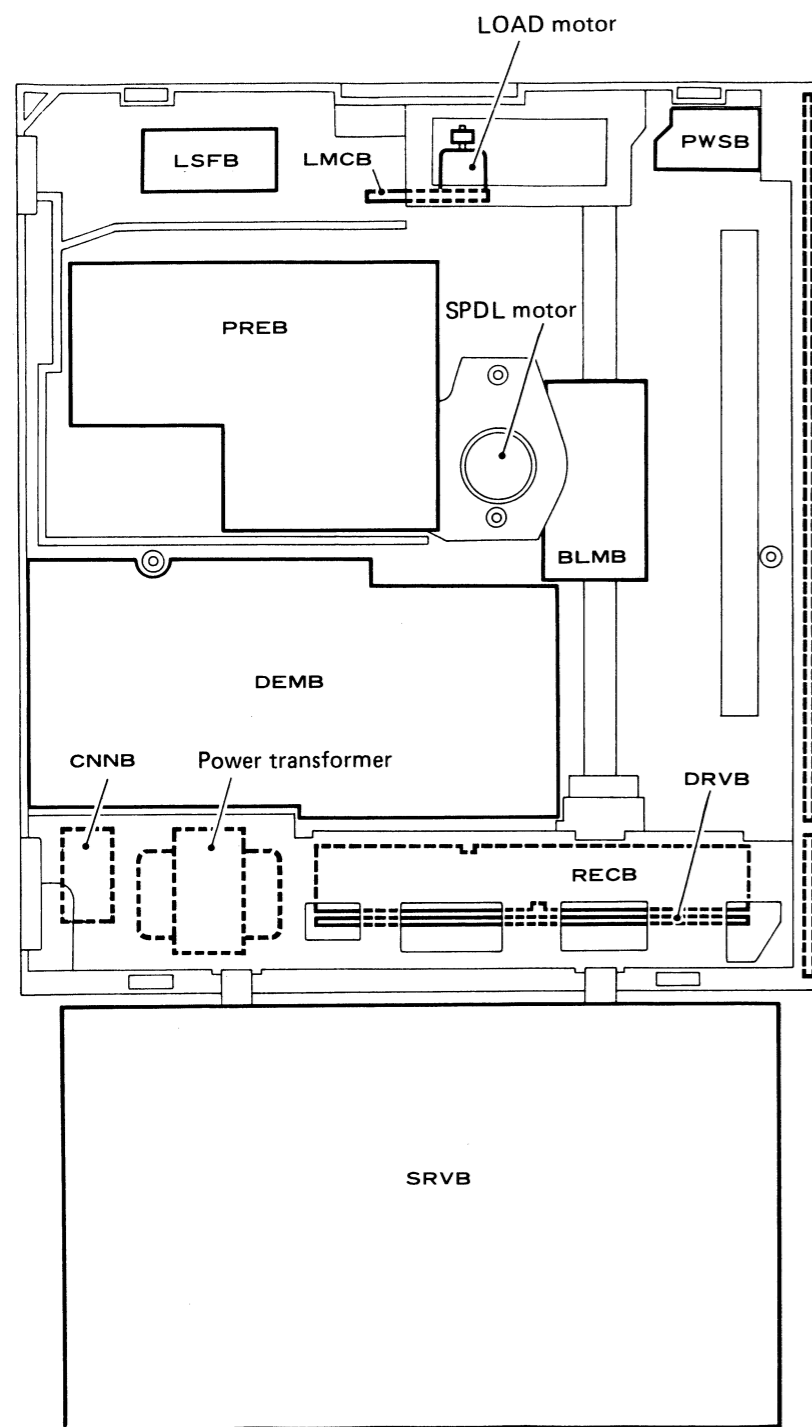 LOAD motor
LSFB
LMCB
PWSB
PREB
SPDL motor
BLMB
DEMB
CNNB
Power transformer
DRVB
RECB
SRVB